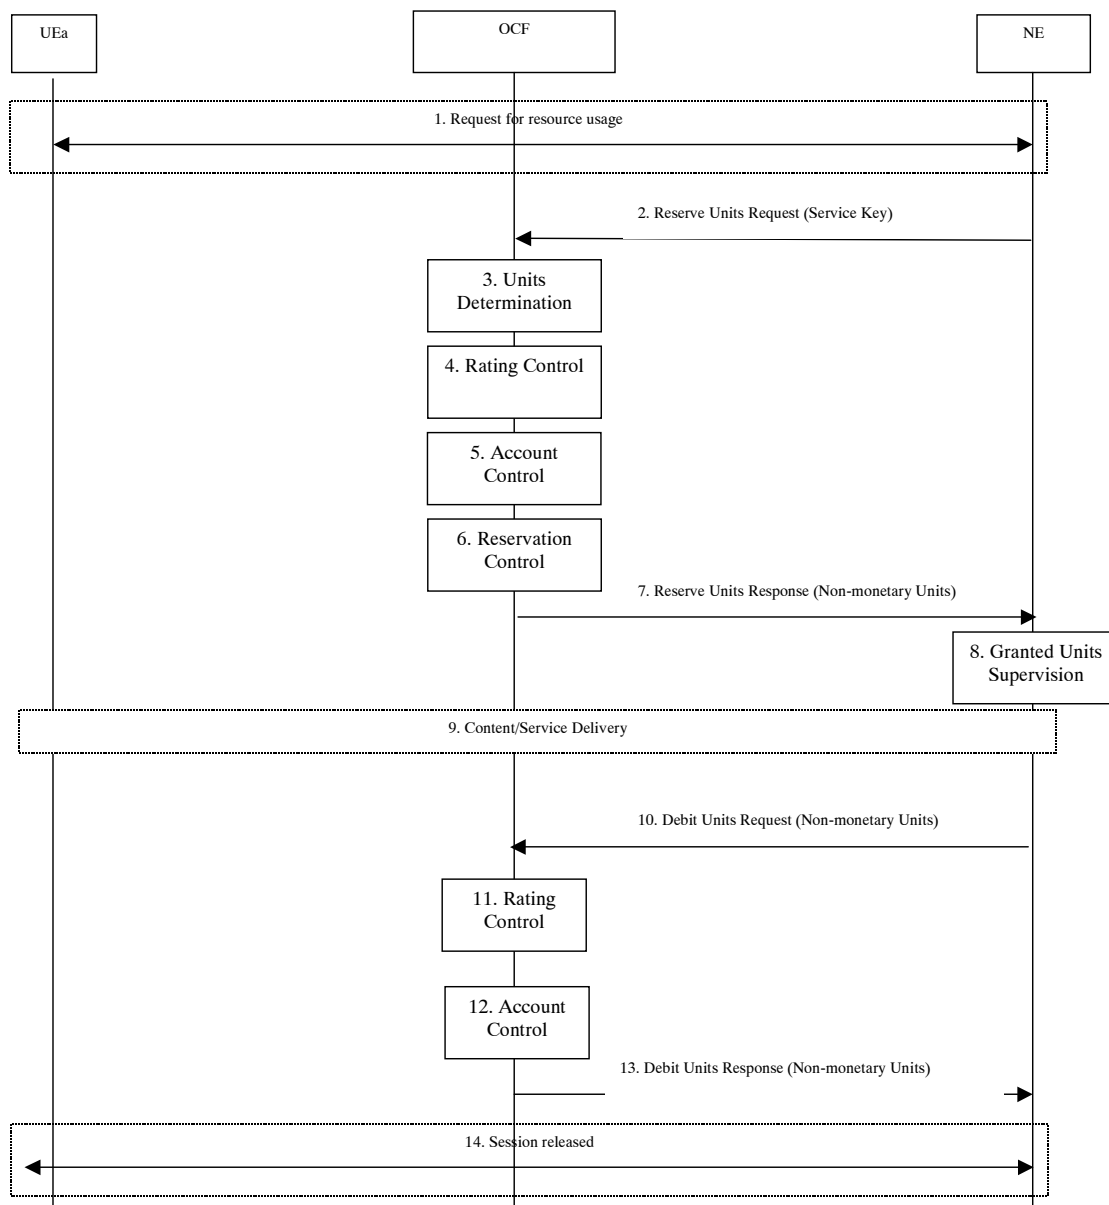 UEa
OCF
NE
1. Request for resource usage
2. Reserve Units Request (Service Key)
3. Units
Determination
4. Rating Control
5. Account
Control
6. Reservation
Control
7. Reserve Units Response (Non-monetary Units)
8. Granted Units
Supervision
9. Content/Service Delivery
10. Debit Units Request (Non-monetary Units)
11. Rating
Control
12. Account
Control
13. Debit Units Response (Non-monetary Units)
14. Session released